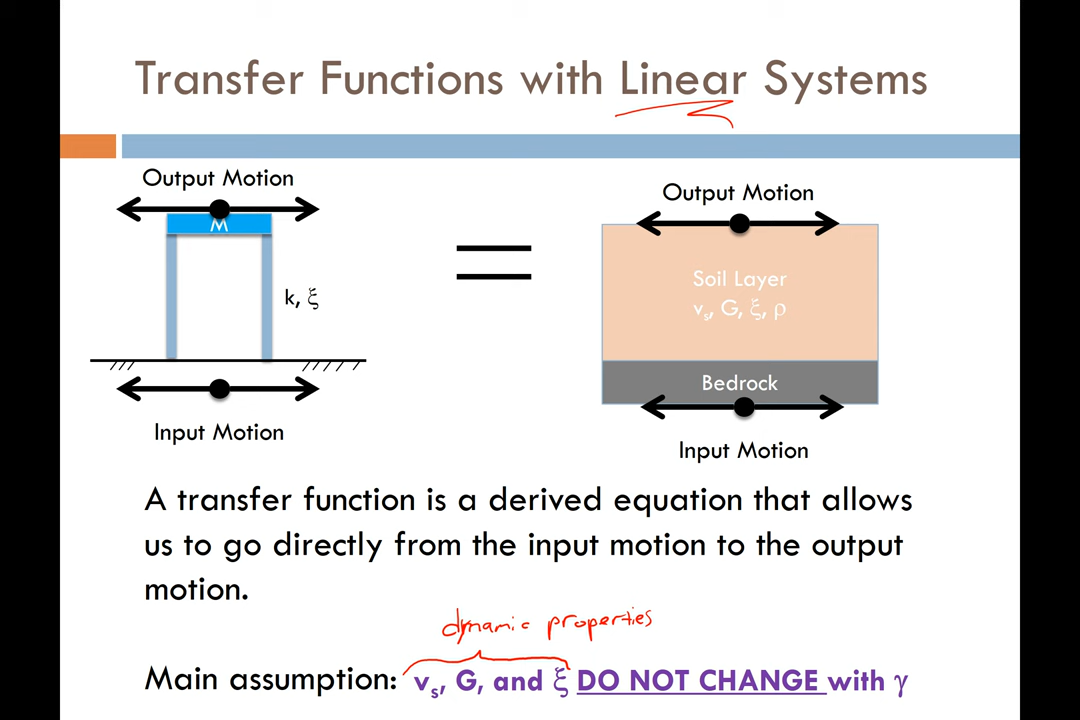 Transfer Functions with Linear Systems
Output Motion
M
k, ξ
Input Motion
=
Output Motion
Soil Layer
vs, G, ξ, ρ
Bedrock
Input Motion
A transfer function is a derived equation that allows
us to go directly from the input motion to the output
motion.
dynamic properties
Main assumption: vs, G, and ξ DO NOT CHANGE with γ